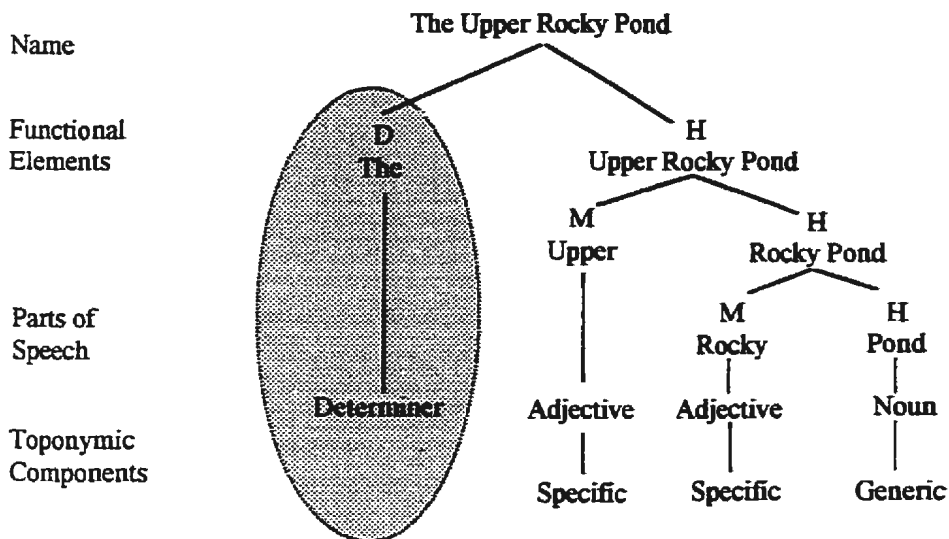 The Upper Rocky Pond
Name
Functional
Elements
D
The
H
Upper Rocky Pond
M
Upper
H
Rocky Pond
Parts of
Speech
M
Rocky
H
Pond
Determiner
Adjective
Adjective
Noun
Toponymic
Components
Specific
Specific
Generic